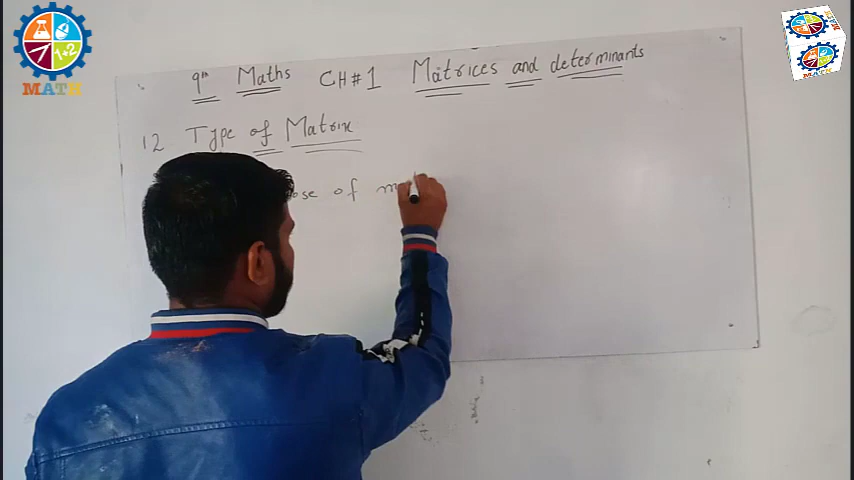 MATH
9th Maths CH#1 Matrices and determinants
12 Type of Matrix
of